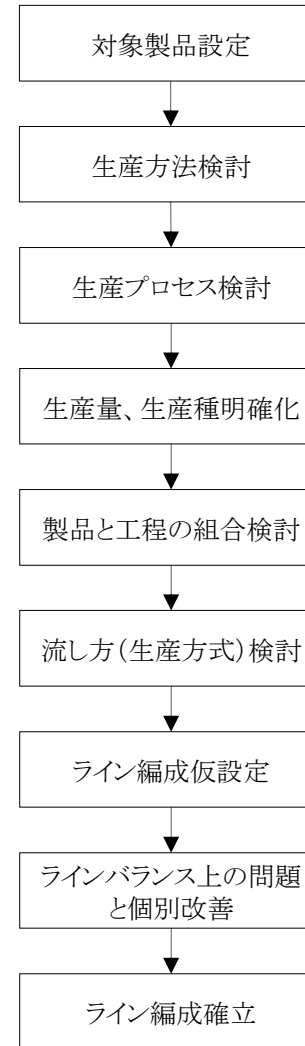 対象製品設定
生産方法検討
生産プロセス検討
生産量、生産種明確化
製品と工程の組合検討
流し方(生産方式)検討
ライン編成仮設定
ラインバランス上の問題
と個別改善
ライン編成確立